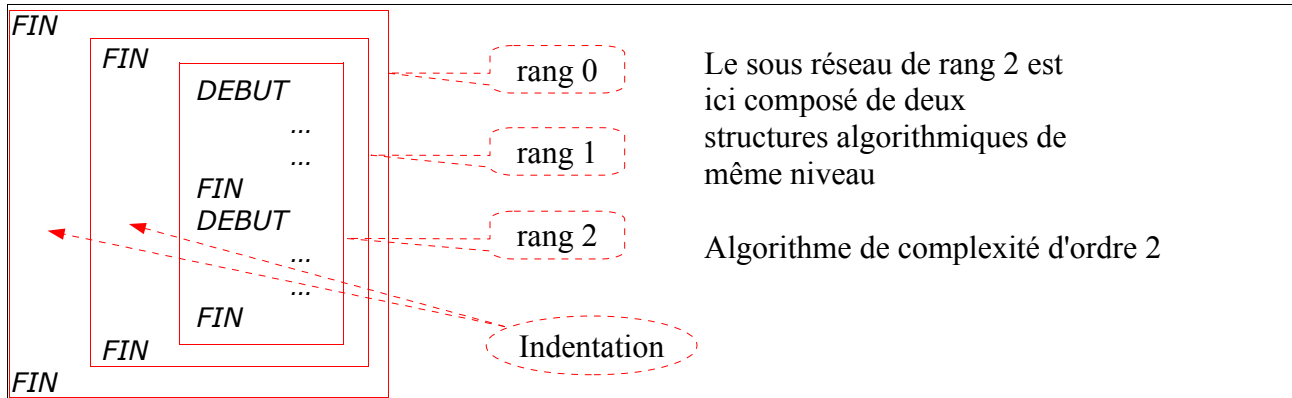 FIN
FIN
DEBUT
...
...
FIN
DEBUT
...
...
FIN
FIN
FIN
rang 0
rang 1
rang 2
Indentation
Le sous réseau de rang 2 est
ici composé de deux
structures algorithmiques de
même niveau
Algorithme de complexité d'ordre 2